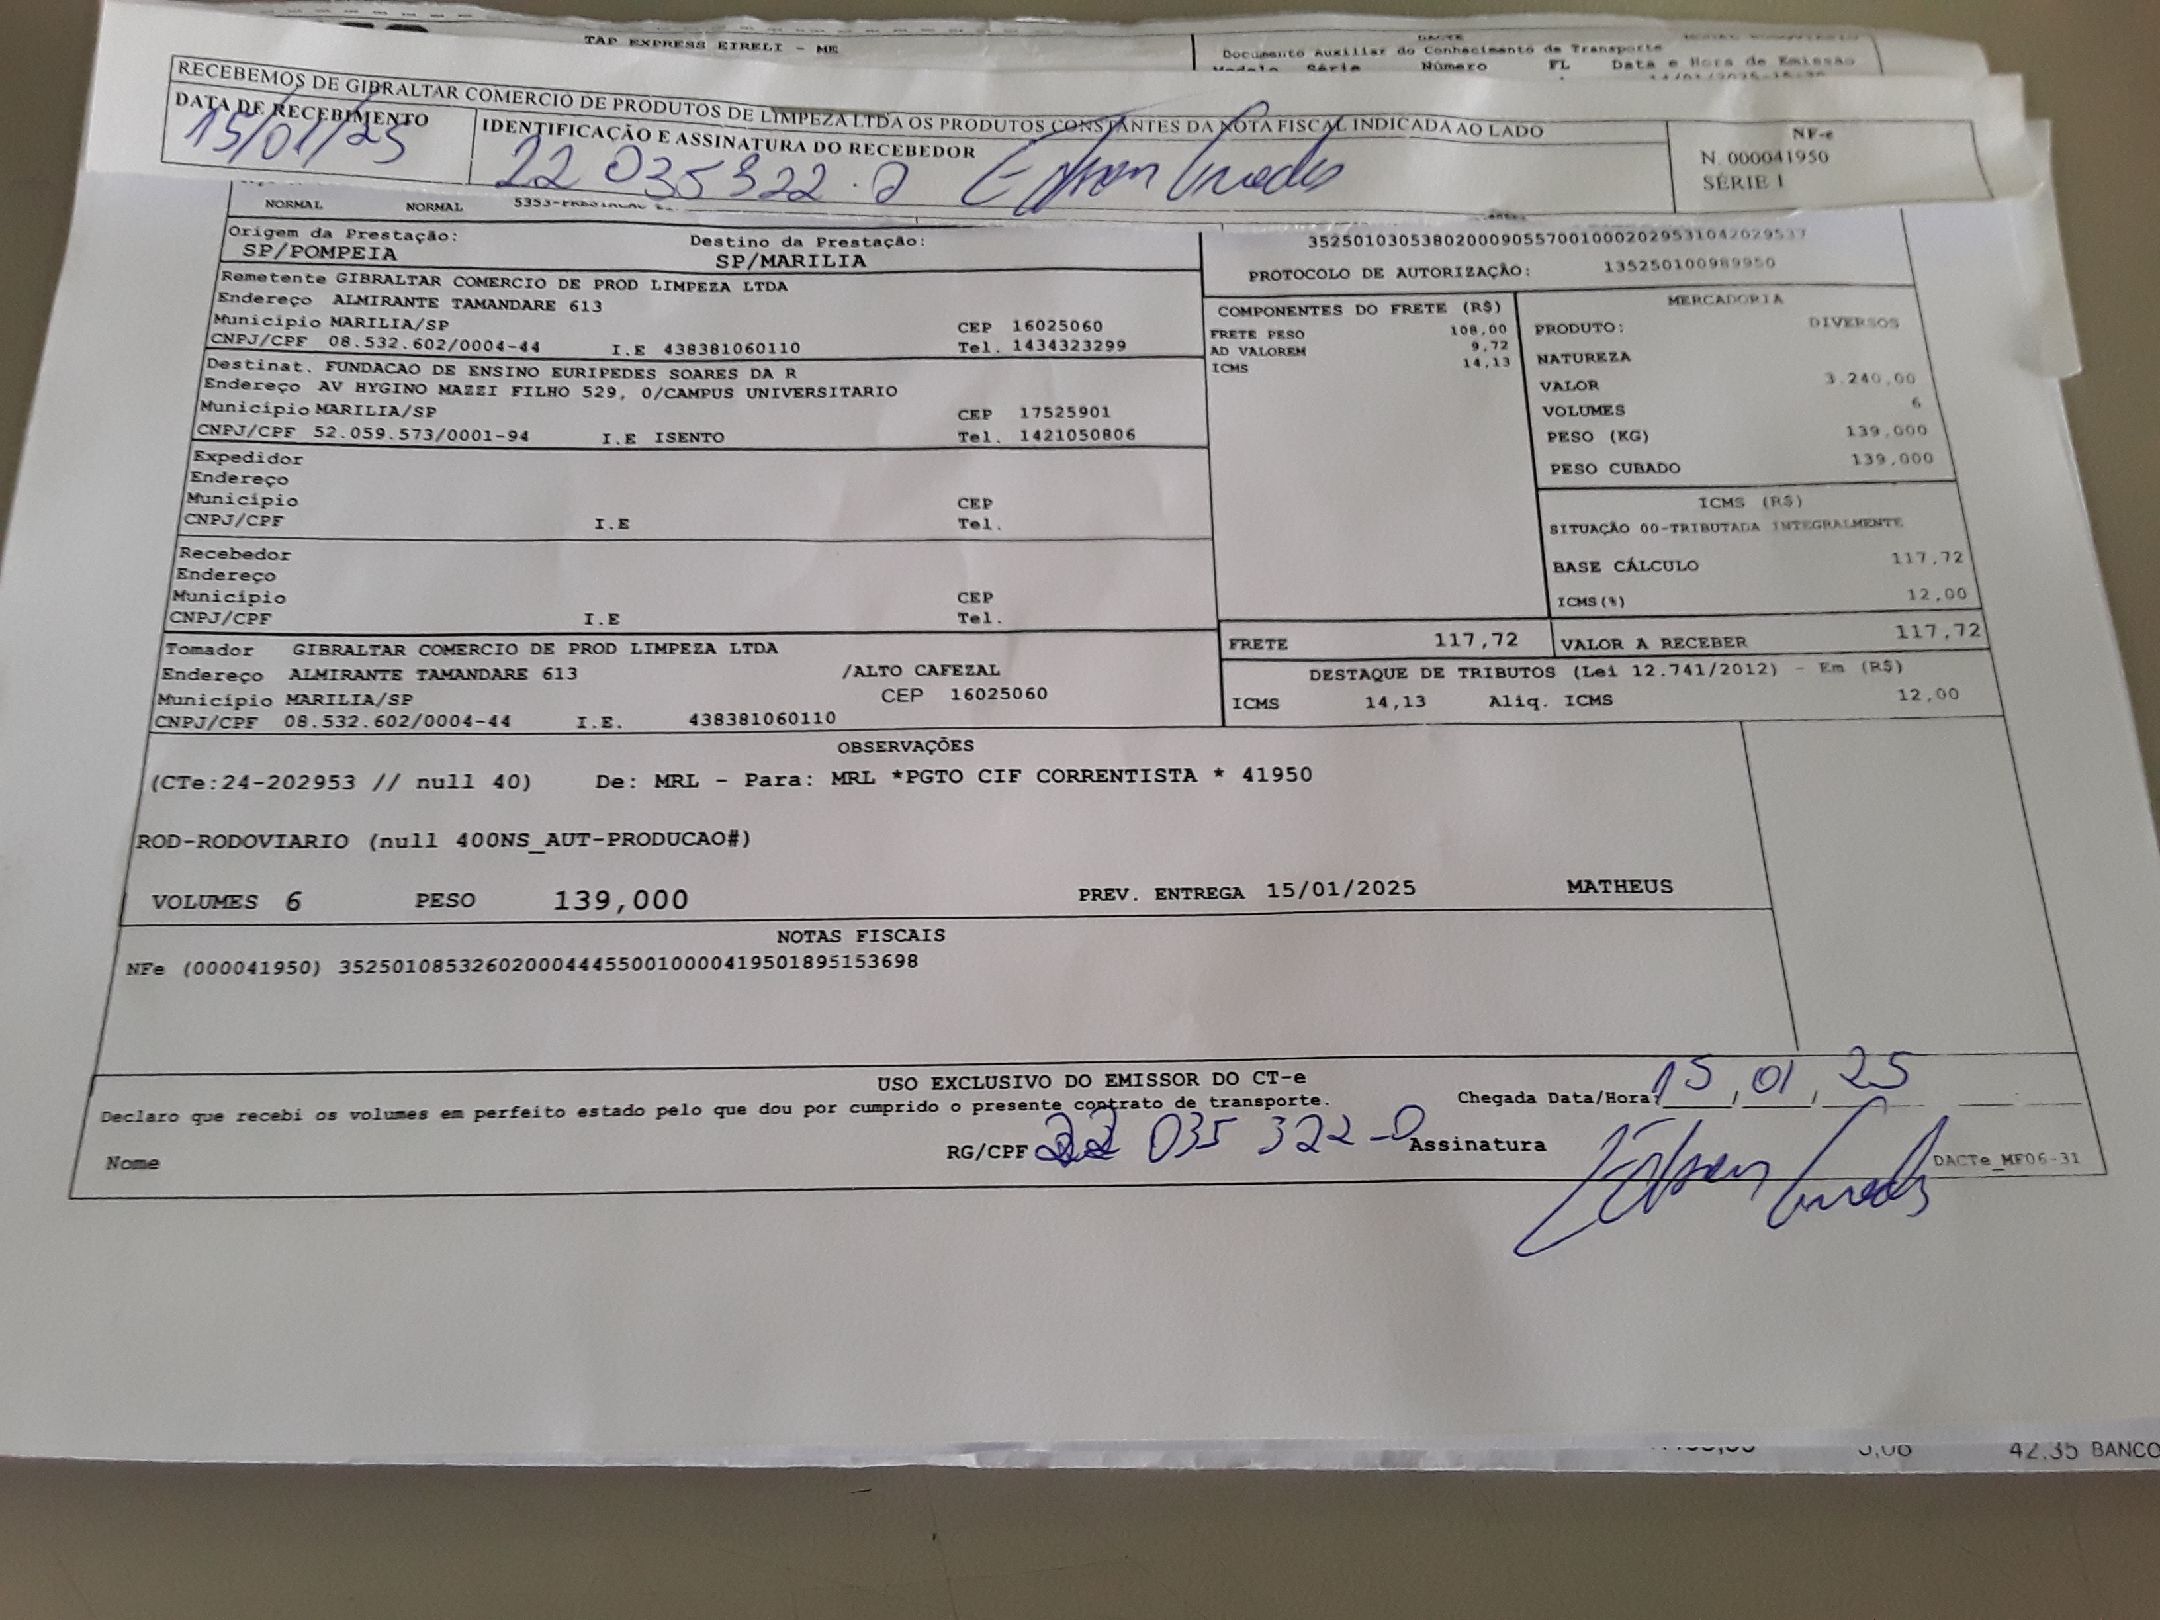 TAP EXPRESS EIRELI - ME
DACTE
Documento Auxiliar do Conhecimento de Transporte
Modelo Série Número FL Data e Hora de Emissão
RECEBEMOS DE GIBRALTAR COMERCIO DE PRODUTOS DE LIMPEZA LTDA OS PRODUTOS CONSTANTES DA NOTA FISCAL INDICADA AO LADO
DATA DE RECEBIMENTO
15/01/25
IDENTIFICAÇÃO E ASSINATURA DO RECEBEDOR
22 035322.0
NF-e
N. 000041950
SÉRIE 1
NORMAL NORMAL
Origem da Prestação:
SP/POMPEIA
Destino da Prestação:
SP/MARILIA
PROTOCOLO DE AUTORIZAÇÃO: 135250100989950
Remetente GIBRALTAR COMERCIO DE PROD LIMPEZA LTDA
Endereço ALMIRANTE TAMANDARE 613
Município MARILIA/SP CEP 16025060
CNPJ/CPF 08.532.602/0004-44 I.E 438381060110 Tel. 1434323299
Destinat. FUNDACAO DE ENSINO EURIPEDES SOARES DA R
Endereço AV HYGINO MAZZI FILHO 529, 0/CAMPUS UNIVERSITARIO
Município MARILIA/SP CEP 17525901
CNPJ/CPF 52.059.573/0001-94 I.E ISENTO Tel. 1421050806
Expedidor
Endereço
Município CEP
CNPJ/CPF I.E Tel.
Recebedor
Endereço
Município CEP
CNPJ/CPF I.E Tel.
Tomador GIBRALTAR COMERCIO DE PROD LIMPEZA LTDA
Endereço ALMIRANTE TAMANDARE 613 /ALTO CAFEZAL
Município MARILIA/SP CEP 16025060
CNPJ/CPF 08.532.602/0004-44 I.E. 438381060110
COMPONENTES DO FRETE (R$)
FRETE PESO 108,00
AD VALOREM 9,72
ICMS 14,13
MERCADORIA
PRODUTO: DIVERSOS
NATUREZA
VALOR 3.240,00
VOLUMES 6
PESO (KG) 139,000
PESO CUBADO 139,000
ICMS (R$)
SITUAÇÃO 00-TRIBUTADA INTEGRALMENTE
BASE CÁLCULO 117,72
ICMS(%) 12,00
FRETE 117,72 VALOR A RECEBER 117,72
DESTAQUE DE TRIBUTOS (Lei 12.741/2012) - Em (R$)
ICMS 14,13 Aliq. ICMS 12,00
OBSERVAÇÕES
(CTe:24-202953 // null 40) De: MRL - Para: MRL *PGTO CIF CORRENTISTA * 41950
ROD-RODOVIARIO (null 400NS_AUT-PRODUCAO#)
VOLUMES 6 PESO 139,000 PREV. ENTREGA 15/01/2025 MATHEUS
NOTAS FISCAIS
NFe (000041950) 35250108532602000444550010000419501895153698
USO EXCLUSIVO DO EMISSOR DO CT-e
Declaro que recebi os volumes em perfeito estado pelo que dou por cumprido o presente contrato de transporte.
Chegada Data/Hora: 15,01,25
Nome RG/CPF 22 035 322-0 Assinatura
DACTe_MF06-31
42.35 BANCO